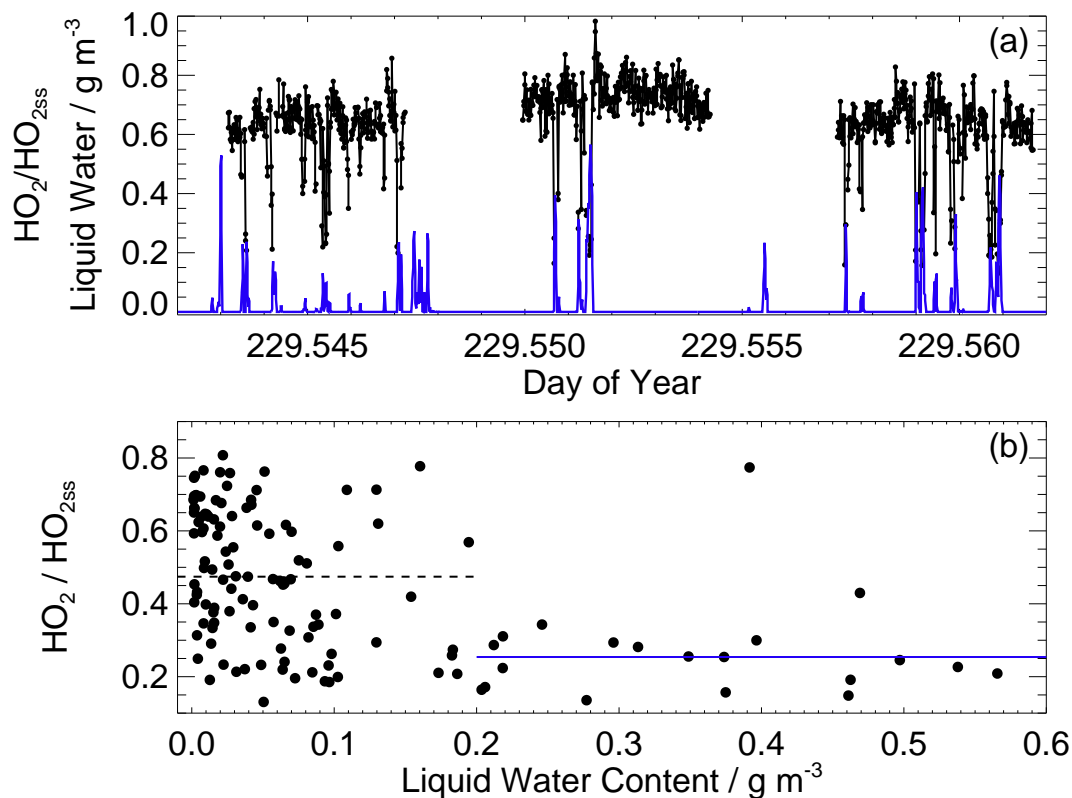 (a)
HO2/HO2ss
Liquid Water / g m-3
1.0
0.8
0.6
0.4
0.2
0.0
229.545 229.550 229.555 229.560
Day of Year
(b)
HO2 / HO2ss
0.8
0.6
0.4
0.2
0.0 0.1 0.2 0.3 0.4 0.5 0.6
Liquid Water Content / g m-3